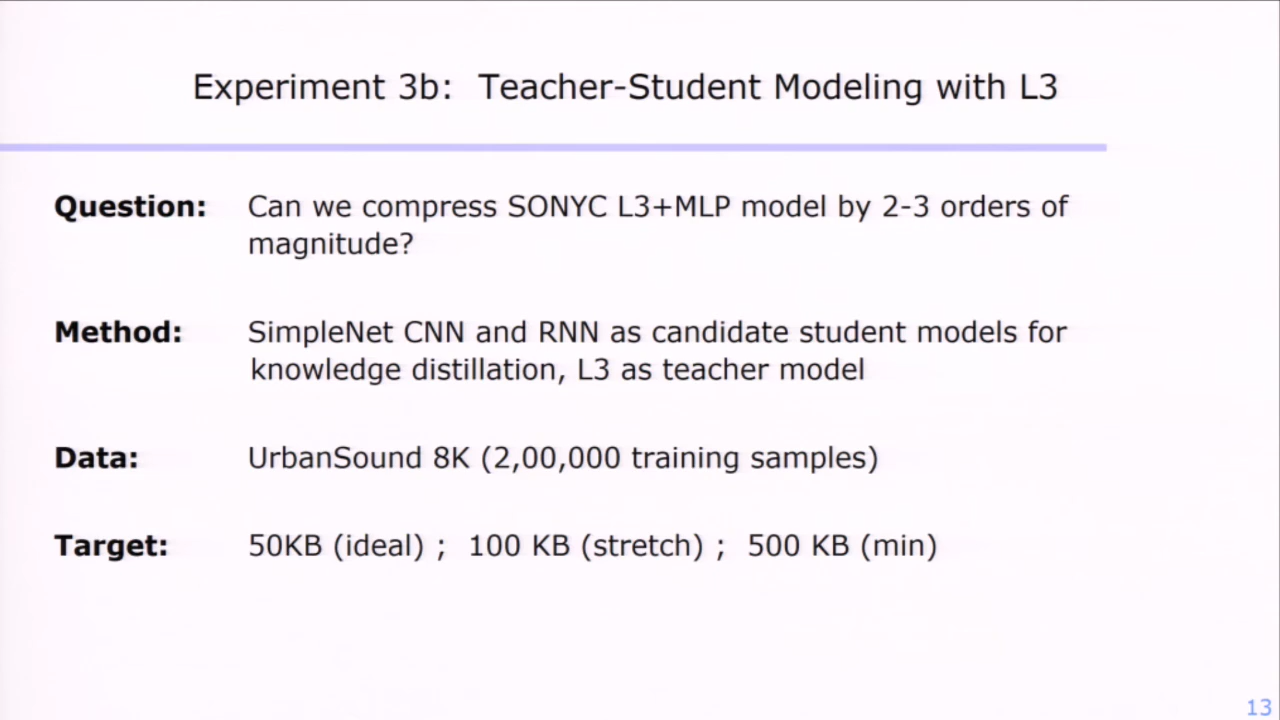 Experiment 3b: Teacher-Student Modeling with L3
Question: Can we compress SONYC L3+MLP model by 2-3 orders of
magnitude?
Method: SimpleNet CNN and RNN as candidate student models for
knowledge distillation, L3 as teacher model
Data: UrbanSound 8K (2,00,000 training samples)
Target: 50KB (ideal) ; 100 KB (stretch) ; 500 KB (min)
13